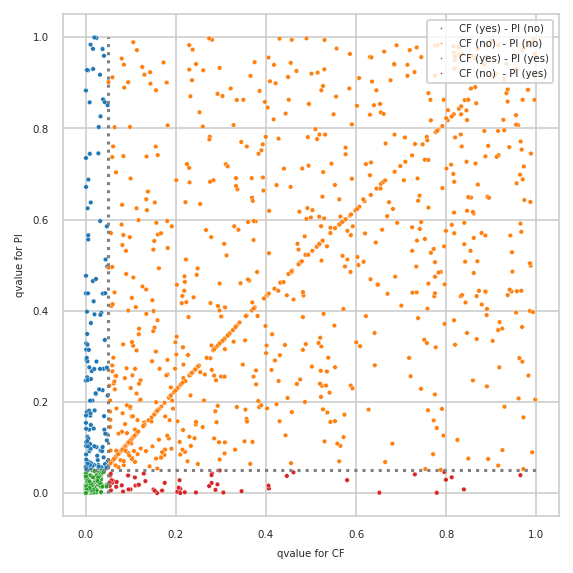 CF (yes) - PI (no)
CF (no)  - PI (no)
CF (yes) - PI (yes)
CF (no)  - PI (yes)
qvalue for PI
1.0
0.8
0.6
0.4
0.2
0.0
0.0 0.2 0.4 0.6 0.8 1.0
qvalue for CF